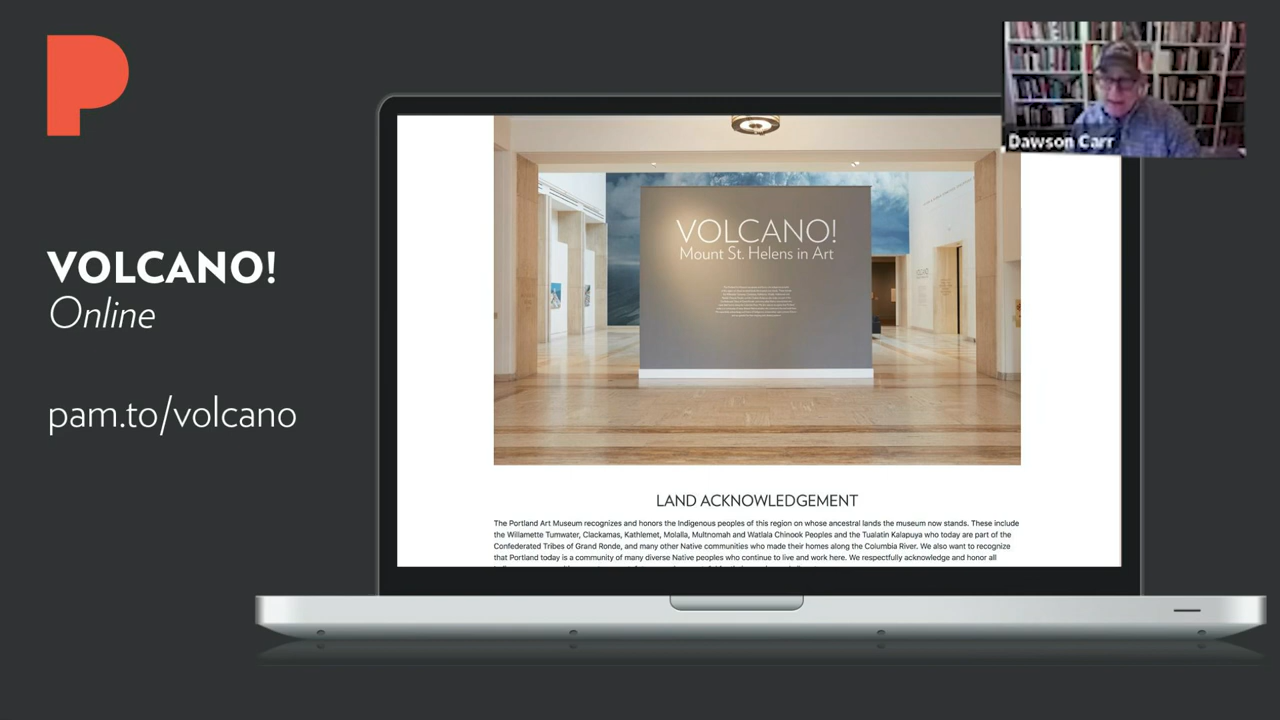 P
VOLCANO!
Online
pam.to/volcano
Dawson Carr
VOLCANO!
Mount St. Helens in Art
LAND ACKNOWLEDGEMENT
The Portland Art Museum recognizes and honors the Indigenous peoples of this region on whose ancestral lands the museum now stands. These include
the Willamette Tumwater, Clackamas, Kathlemet, Molalla, Multnomah and Watlala Chinook Peoples and the Tualatin Kalapuya who today are part of the
Confederated Tribes of Grand Ronde, and many other Native communities who made their homes along the Columbia River. We also want to recognize
that Portland today is a community of many diverse Native peoples who continue to live and work here. We respectfully acknowledge and honor all